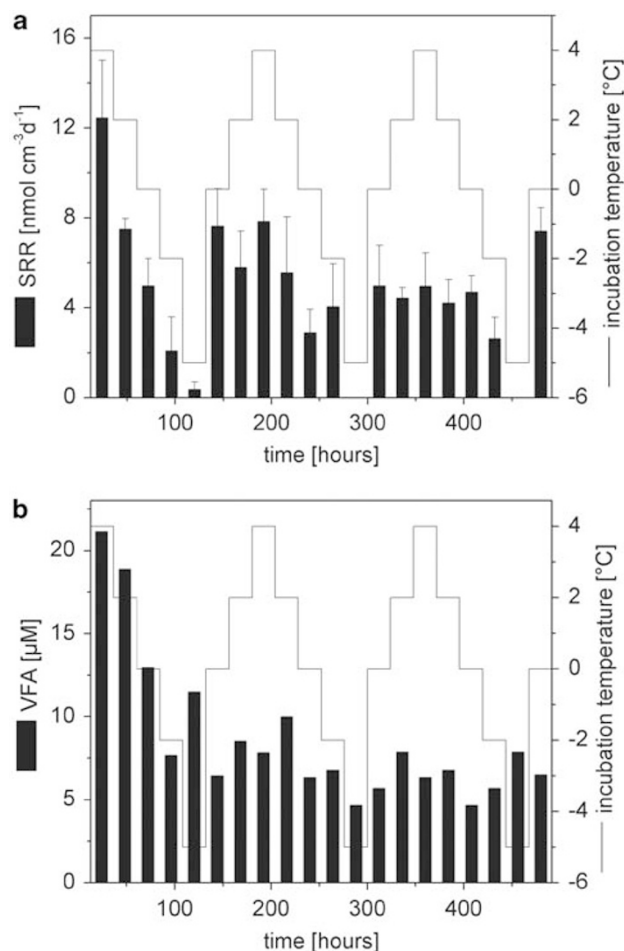 a
SRR [nmol cm-3d-1]
16
12
8
4
0
4
2
0
-2
-4
-6
incubation temperature [°C]
100 200 300 400
time [hours]
b
VFA [µM]
20
15
10
5
0
4
2
0
-2
-4
-6
incubation temperature [°C]
100 200 300 400
time [hours]